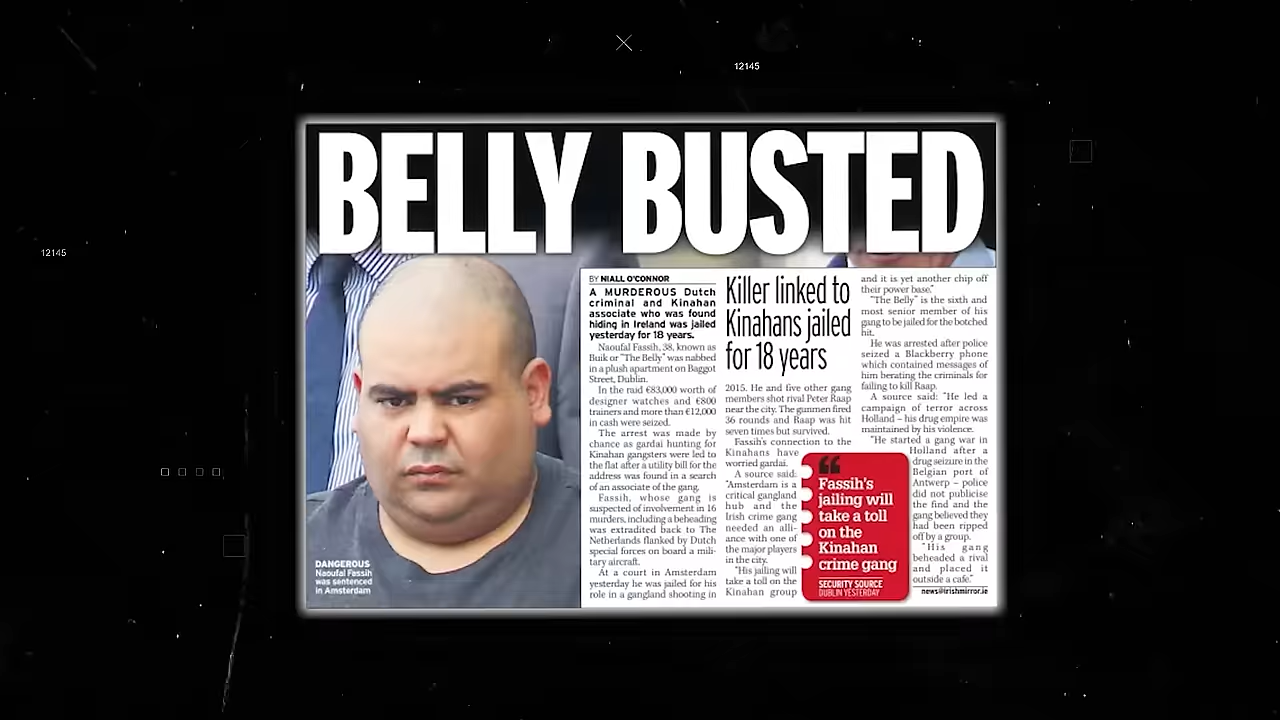 12145
12145
BELLY BUSTED
DANGEROUS
Naoufal Fassih
was sentenced
in Amsterdam
BY NIALL O'CONNOR
A MURDEROUS Dutch
criminal and Kinahan
associate who was found
hiding in Ireland was jailed
yesterday for 18 years.
Naoufal Fassih, 38, known as
Buik or "The Belly" was nabbed
in a plush apartment on Baggot
Street, Dublin.
In the raid €83,000 worth of
designer watches and €800
trainers and more than €12,000
in cash were seized.
The arrest was made by
chance as gardai hunting for
Kinahan gangsters were led to
the flat after a utility bill for the
address was found in a search
of an associate of the gang.
Fassih, whose gang is
suspected of involvement in 16
murders, including a beheading
was extradited back to The
Netherlands flanked by Dutch
special forces on board a mili-
tary aircraft.
At a court in Amsterdam
yesterday he was jailed for his
role in a gangland shooting in
Killer linked to
Kinahans jailed
for 18 years
2015. He and five other gang
members shot rival Peter Raap
near the city. The gunmen fired
36 rounds and Raap was hit
seven times but survived.
Fassih's connection to the
Kinahans have
worried gardai.
A source said:
"Amsterdam is a
critical gangland
hub and the
Irish crime gang
needed an alli-
ance with one of
the major players
in the city.
"His jailing will
take a toll on the
Kinahan group
and it is yet another chip off
their power base."
"The Belly" is the sixth and
most senior member of his
gang to be jailed for the botched
hit.
He was arrested after police
seized a Blackberry phone
which contained messages of
him berating the criminals for
failing to kill Raap.
A source said: "He led a
campaign of terror across
Holland – his drug empire was
maintained by his violence.
"He started a gang war in
Holland after a
drug seizure in the
Belgian port of
Antwerp – police
did not publicise
the find and the
gang believed they
had been ripped
off by a group.
"His gang
beheaded a rival
and placed it
outside a cafe."
news@irishmirror.ie
“
Fassih's
jailing will
take a toll
on the
Kinahan
crime gang
SECURITY SOURCE
DUBLIN YESTERDAY